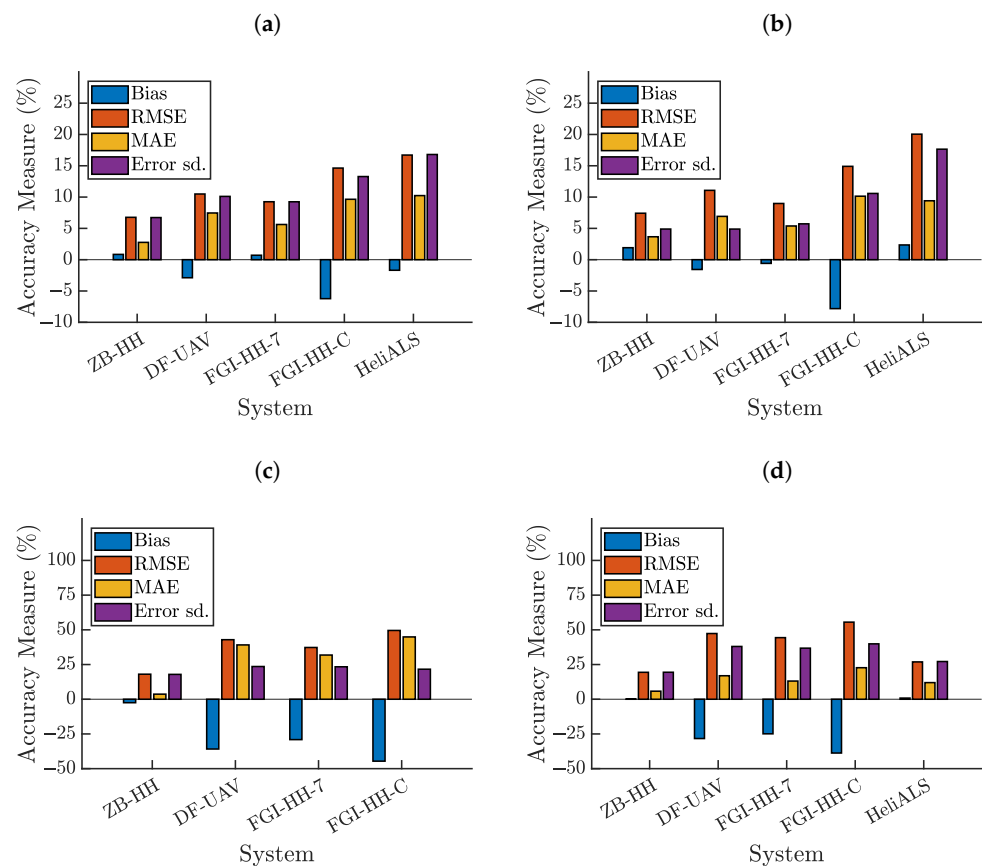 (a)
Accuracy Measure (%)
25
20
15
10
5
0
−5
−10
Bias
RMSE
MAE
Error sd.
ZB-HH
DF-UAV
FGI-HH-7
FGI-HH-C
HeliALS
System
(b)
Accuracy Measure (%)
25
20
15
10
5
0
−5
−10
Bias
RMSE
MAE
Error sd.
ZB-HH
DF-UAV
FGI-HH-7
FGI-HH-C
HeliALS
System
(c)
Accuracy Measure (%)
100
75
50
25
0
−25
−50
Bias
RMSE
MAE
Error sd.
ZB-HH
DF-UAV
FGI-HH-7
FGI-HH-C
System
(d)
Accuracy Measure (%)
100
75
50
25
0
−25
−50
Bias
RMSE
MAE
Error sd.
ZB-HH
DF-UAV
FGI-HH-7
FGI-HH-C
HeliALS
System